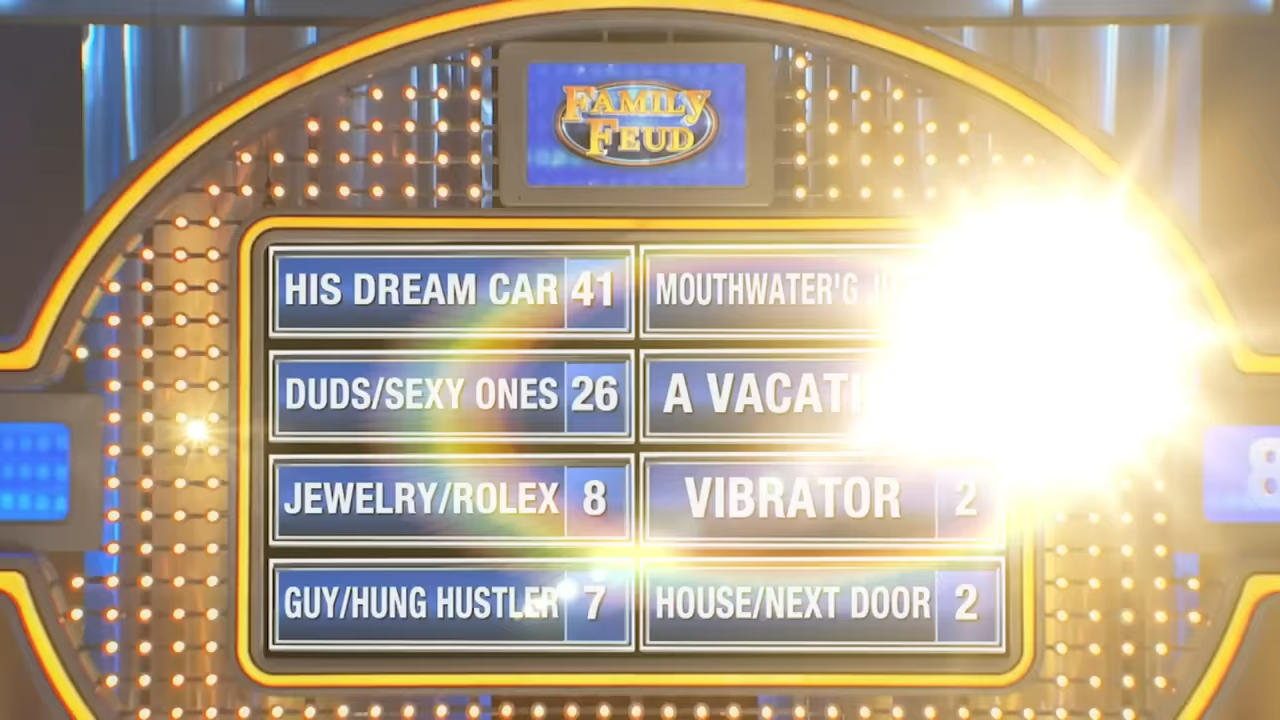 FAMILY
FEUD
HIS DREAM CAR 41
DUDS/SEXY ONES 26
JEWELRY/ROLEX 8
GUY/HUNG HUSTLER 7
MOUTHWATER'G
A
VIBRATOR 2
HOUSE/NEXT DOOR 2
8